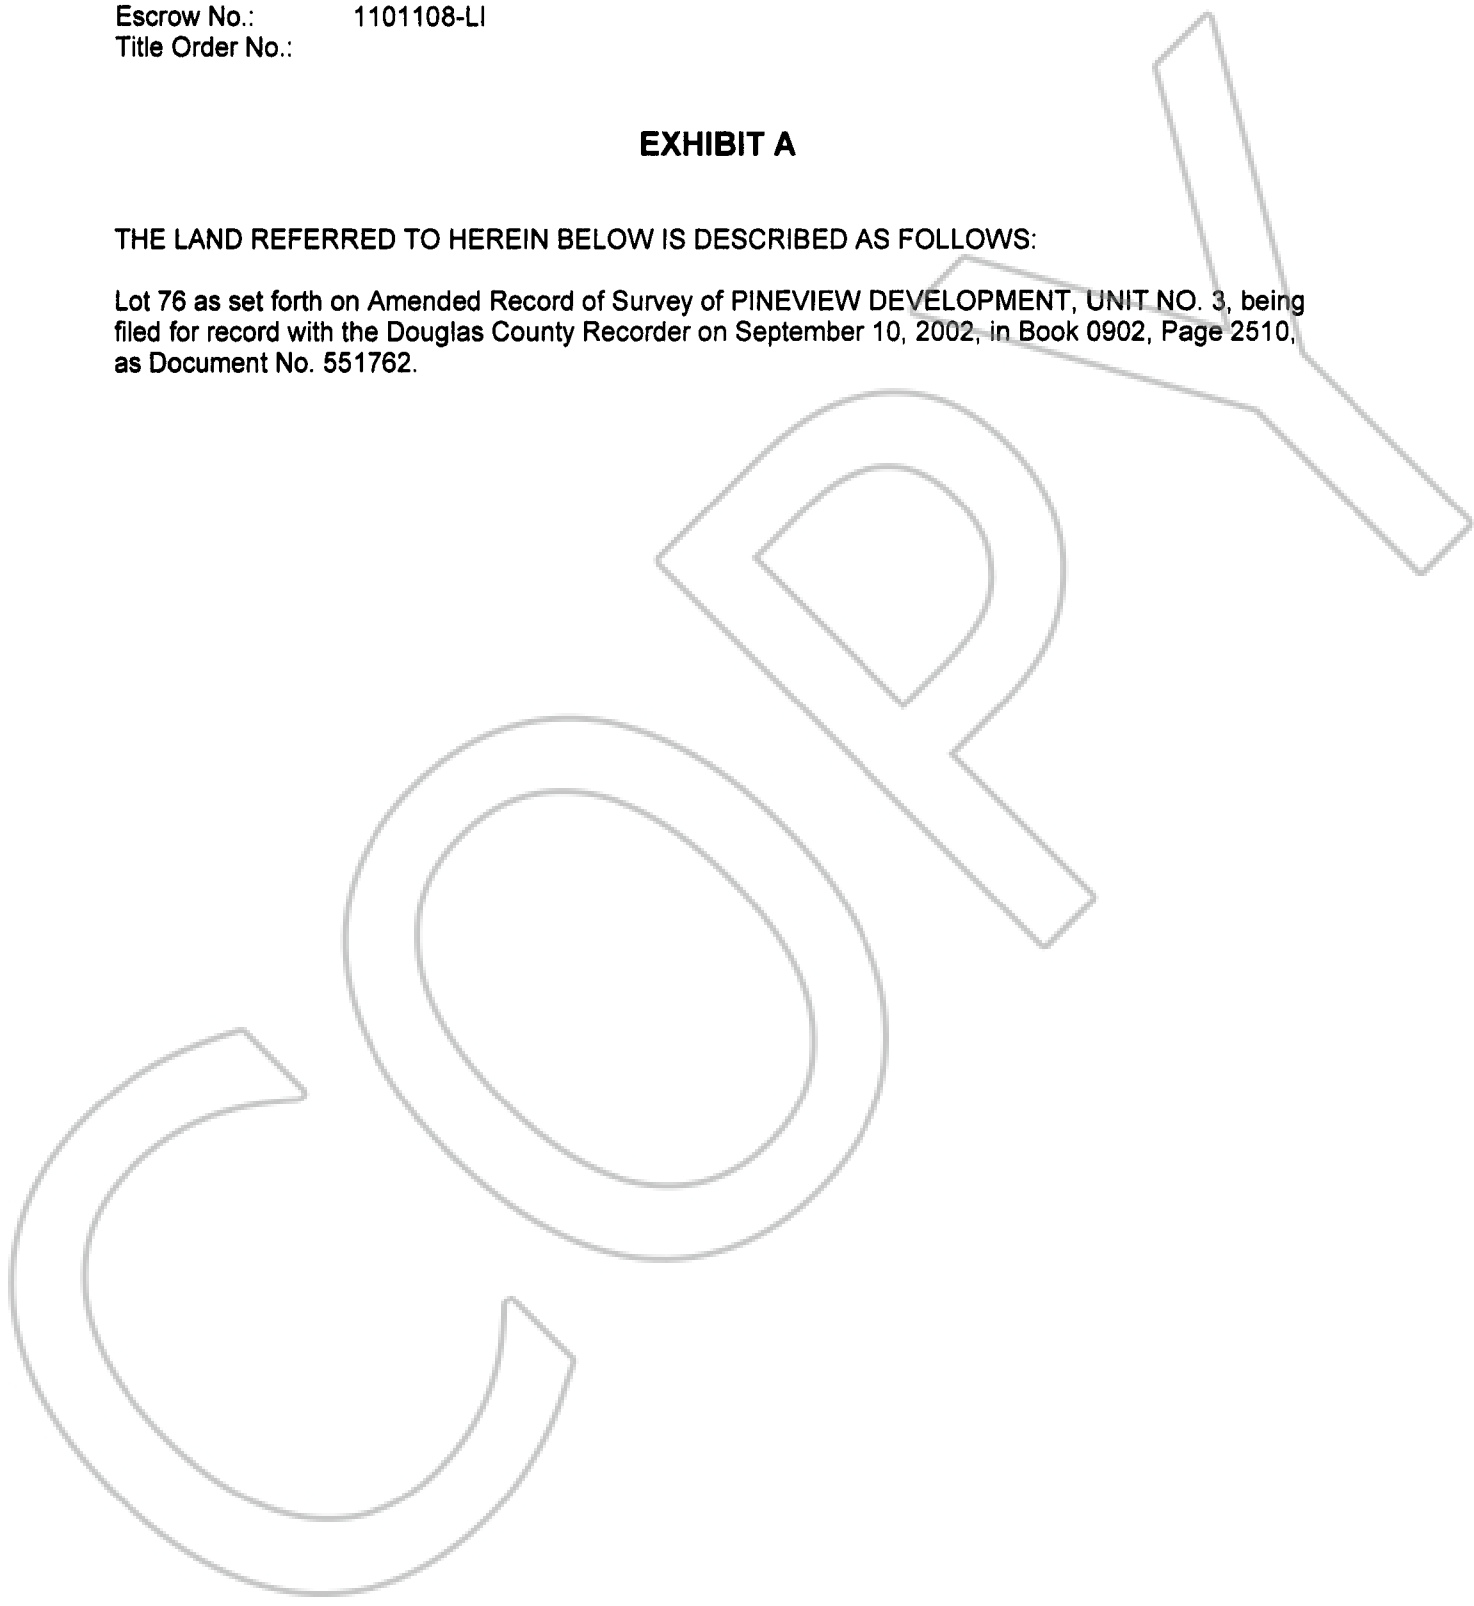 Escrow No.: 1101108-LI
Title Order No.:
EXHIBIT A
THE LAND REFERRED TO HEREIN BELOW IS DESCRIBED AS FOLLOWS:
Lot 76 as set forth on Amended Record of Survey of PINEVIEW DEVELOPMENT, UNIT NO. 3, being
filed for record with the Douglas County Recorder on September 10, 2002, in Book 0902, Page 2510,
as Document No. 551762.
COPY